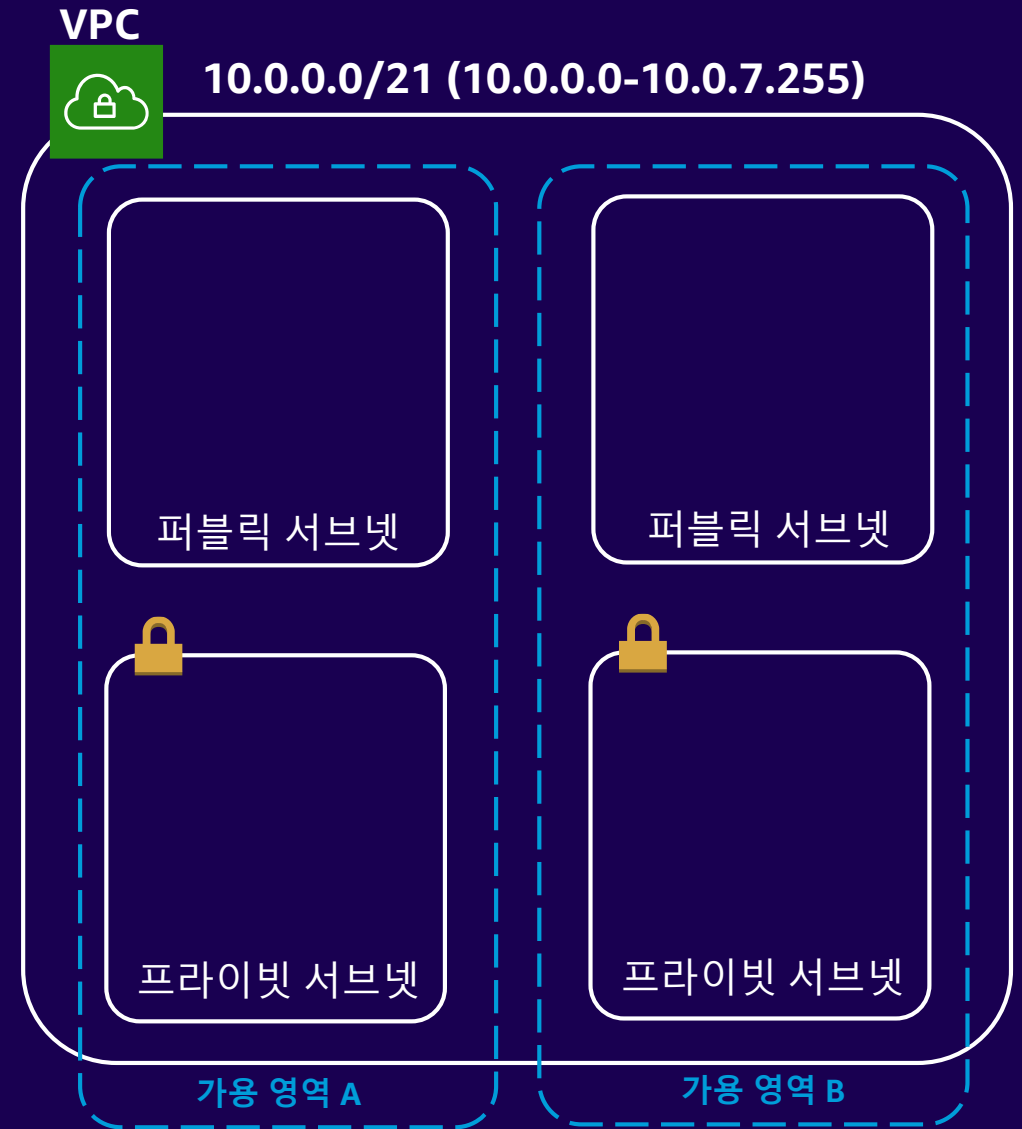 VPC
10.0.0.0/21 (10.0.0.0-10.0.7.255)
퍼블릭 서브넷
퍼블릭 서브넷
프라이빗 서브넷
프라이빗 서브넷
가용 영역 A
가용 영역 B